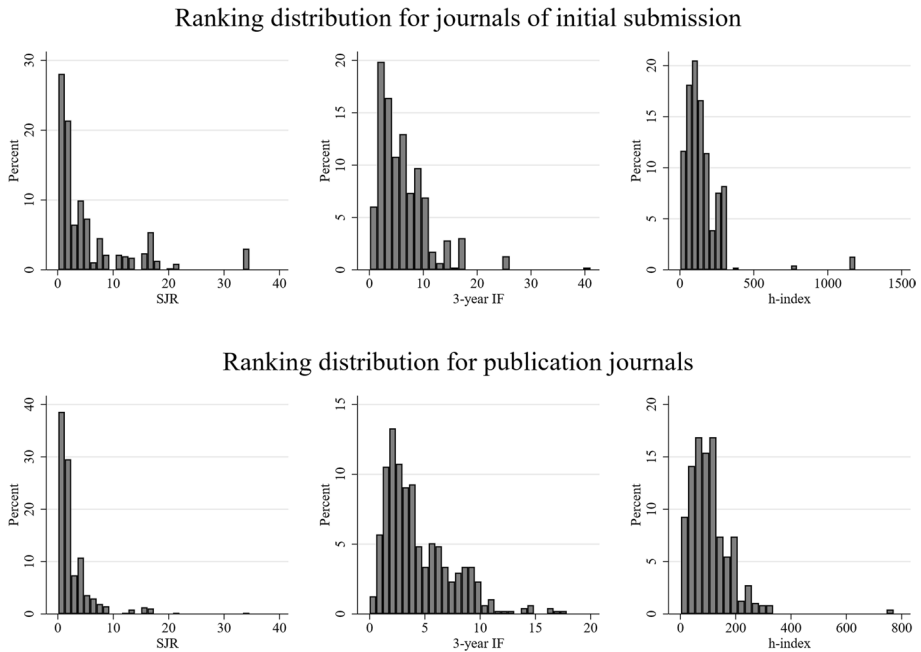 Ranking distribution for journals of initial submission
Percent
0 10 20 30
0 10 20 30 40
SJR
Percent
0 5 10 15 20
0 10 20 30 40
3-year IF
Percent
0 5 10 15 20
0 500 1000 1500
h-index
Ranking distribution for publication journals
Percent
0 10 20 30 40
0 10 20 30 40
SJR
Percent
0 5 10 15
0 5 10 15 20
3-year IF
Percent
0 5 10 15 20
0 200 400 600 800
h-index